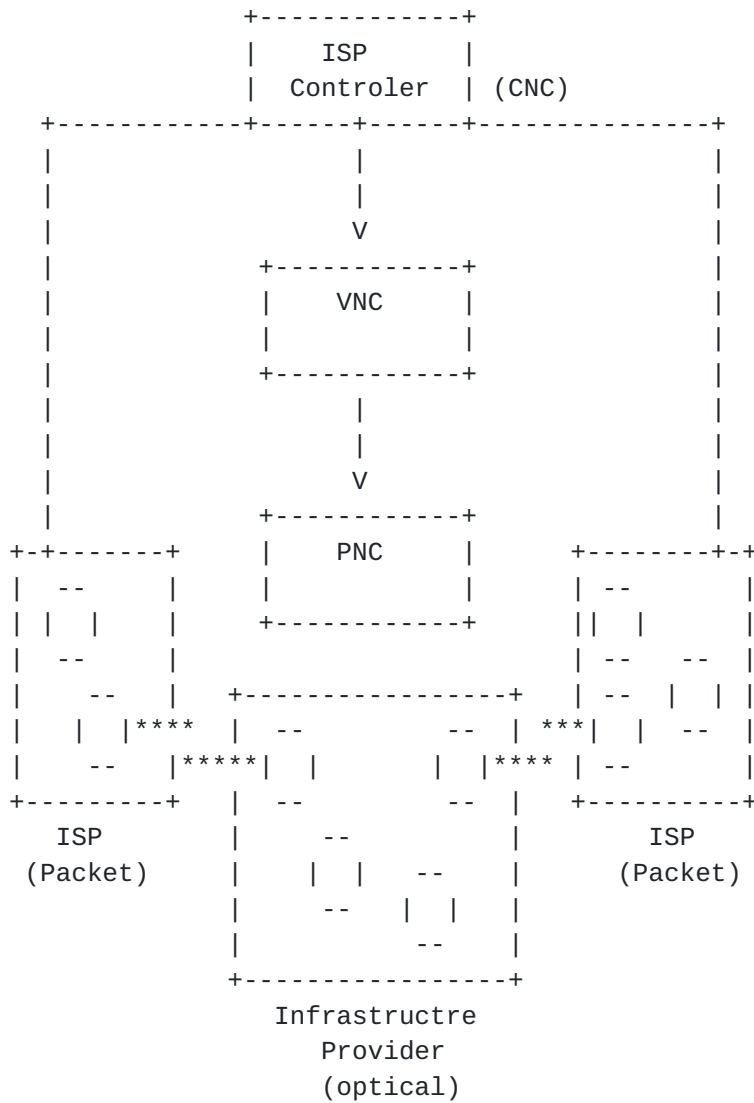 ISP
Controler (CNC)
V
VNC
V
PNC
ISP ISP
(Packet) (Packet)
Infrastructre
Provider
(optical)